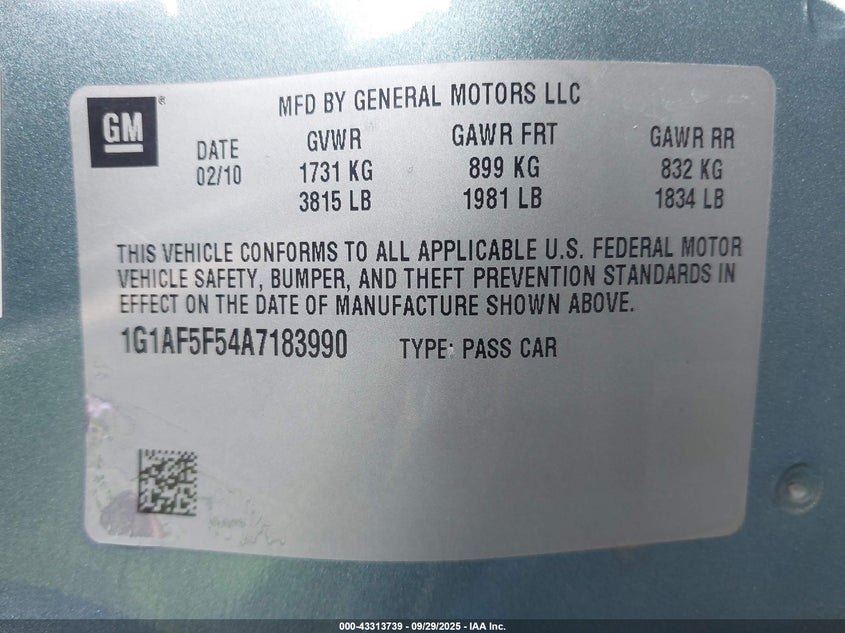 GM
®
MFD BY GENERAL MOTORS LLC
DATE
02/10
GVWR
1731 KG
3815 LB
GAWR FRT
899 KG
1981 LB
GAWR RR
832 KG
1834 LB
THIS VEHICLE CONFORMS TO ALL APPLICABLE U.S. FEDERAL MOTOR
VEHICLE SAFETY, BUMPER, AND THEFT PREVENTION STANDARDS IN
EFFECT ON THE DATE OF MANUFACTURE SHOWN ABOVE.
1G1AF5F54A7183990 TYPE: PASS CAR
000-43313739 - 09/29/2025 - IAA Inc.